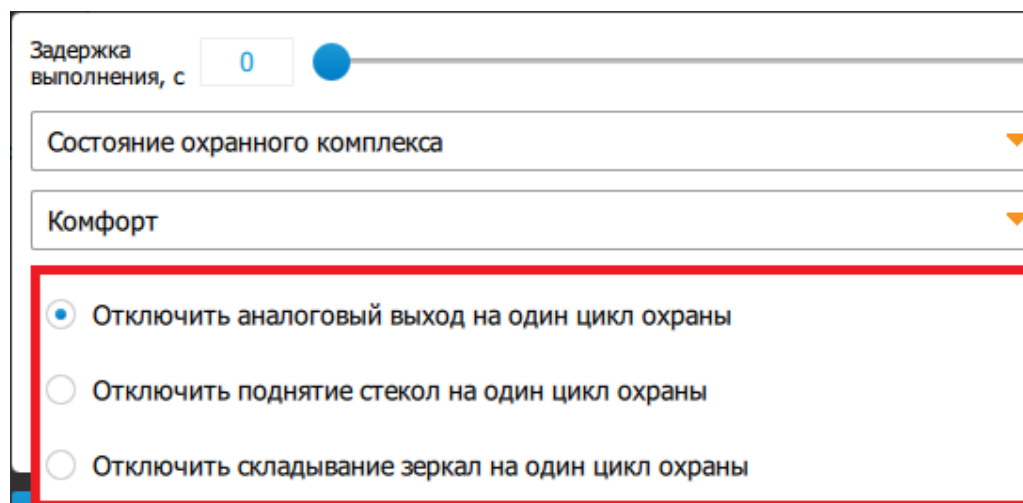 Задержка
выполнения, с
0
Состояние охранного комплекса
Комфорт
Отключить аналоговый выход на один цикл охраны
Отключить поднятие стекол на один цикл охраны
Отключить складывание зеркал на один цикл охраны